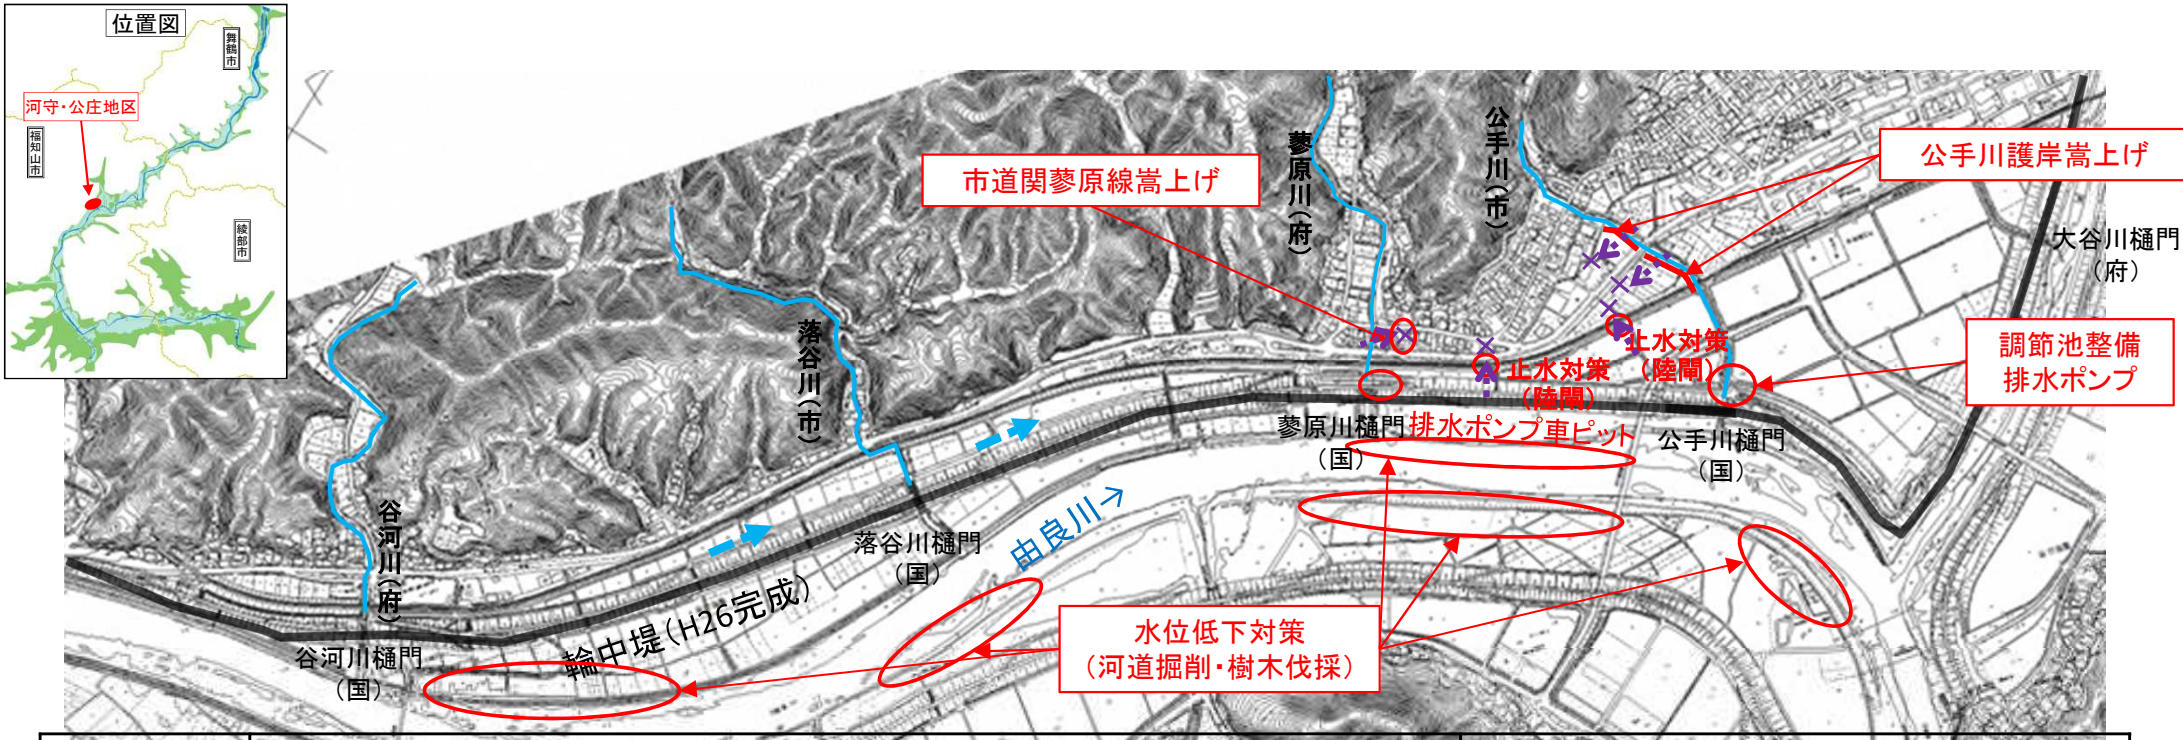 位置図
舞鶴市
河守・公庄地区
福知山市
綾部市
市道関蓼原線嵩上げ
蓼原川(府)
公手川(市)
公手川護岸嵩上げ
大谷川樋門
(府)
調節池整備
排水ポンプ
止水対策
(陸閘)
止水対策
(陸閘)
落谷川(市)
谷河川(府)
蓼原川樋門
(国)
排水ポンプ車ピット
公手川樋門
(国)
由良川→
落谷川樋門
(国)
輪中堤(H26完成)
谷河川樋門
(国)
水位低下対策
(河道掘削・樹木伐採)